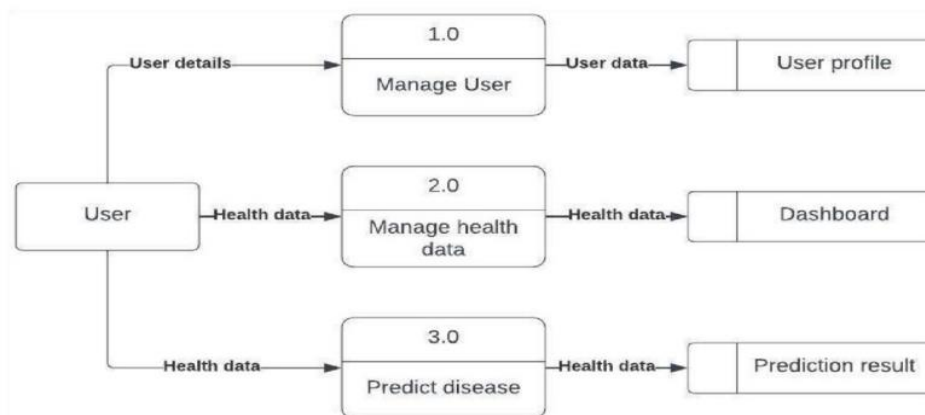 1.0
User details
Manage User
User data
User profile
User
Health data
2.0
Manage health
data
Health data
Dashboard
Health data
3.0
Predict disease
Health data
Prediction result